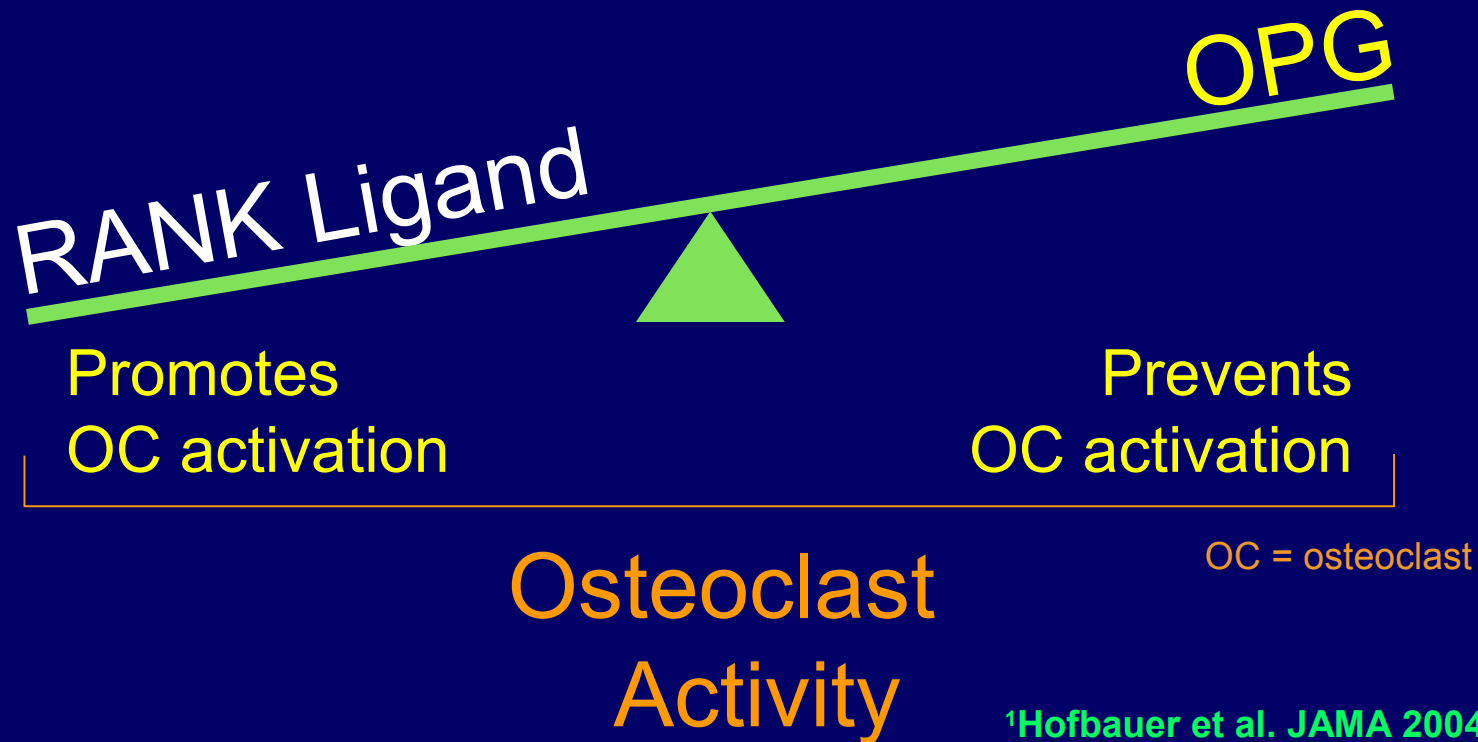 OPG
RANK Ligand
Promotes
OC activation
Prevents
OC activation
OC = osteoclast
Osteoclast
Activity
¹Hofbauer et al. JAMA 2004